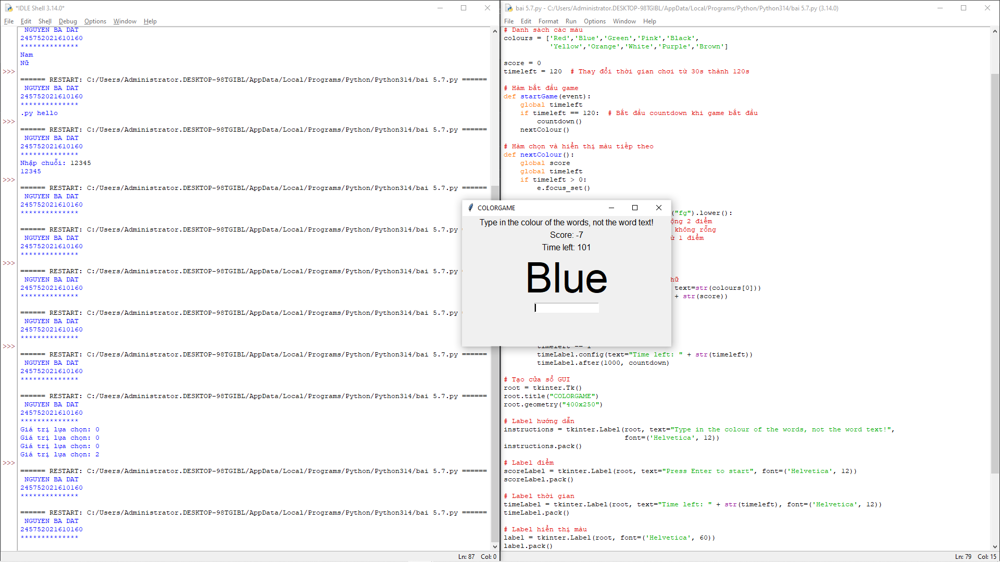 *IDLE Shell 3.14.0*
File Edit Shell Debug Options Window Help
 NGUYEN BA DAT
245752021610160
**************
Nam
Nữ
>>>
====== RESTART: C:/Users/Administrator.DESKTOP-98TGIBL/AppData/Local/Programs/Python/Python314/bai 5.7.py ======
 NGUYEN BA DAT
245752021610160
**************
.py hello
>>>
====== RESTART: C:/Users/Administrator.DESKTOP-98TGIBL/AppData/Local/Programs/Python/Python314/bai 5.7.py ======
 NGUYEN BA DAT
245752021610160
**************
Nhập chuỗi: 12345
12345
>>>
====== RESTART: C:/Users/Administrator.DESKTOP-98TGIBL/AppData/Local/Programs/Python/Python314/bai 5.7.py ======
 NGUYEN BA DAT
245752021610160
**************
====== RESTART: C:/Users/Administrator.DESKTOP-98TGIBL/AppData/Local/Programs/Python/Python314/bai 5.7.py
 NGUYEN BA DAT
245752021610160
**************
>>>
====== RESTART: C:/Users/Administrator.DESKTOP-98TGIBL/AppData/Local/Programs/Python/Python314/bai 5.7.py
 NGUYEN BA DAT
245752021610160
**************
====== RESTART: C:/Users/Administrator.DESKTOP-98TGIBL/AppData/Local/Programs/Python/Python314/bai 5.7.py
 NGUYEN BA DAT
245752021610160
**************
>>>
====== RESTART: C:/Users/Administrator.DESKTOP-98TGIBL/AppData/Local/Programs/Python/Python314/bai 5.7.py ======
 NGUYEN BA DAT
245752021610160
**************
====== RESTART: C:/Users/Administrator.DESKTOP-98TGIBL/AppData/Local/Programs/Python/Python314/bai 5.7.py ======
 NGUYEN BA DAT
245752021610160
**************
Giá trị lựa chọn: 0
Giá trị lựa chọn: 0
Giá trị lựa chọn: 0
Giá trị lựa chọn: 2
>>>
====== RESTART: C:/Users/Administrator.DESKTOP-98TGIBL/AppData/Local/Programs/Python/Python314/bai 5.7.py ======
 NGUYEN BA DAT
245752021610160
**************
====== RESTART: C:/Users/Administrator.DESKTOP-98TGIBL/AppData/Local/Programs/Python/Python314/bai 5.7.py ======
 NGUYEN BA DAT
245752021610160
**************
Ln: 87 Col: 0
bai 5.7.py - C:/Users/Administrator.DESKTOP-98TGIBL/AppData/Local/Programs/Python/Python314/bai 5.7.py (3.14.0)
File Edit Format Run Options Window Help
# Danh sách các màu
colours = ['Red','Blue','Green','Pink','Black',
           'Yellow','Orange','White','Purple','Brown']
score = 0
timeleft = 120  # Thay đổi thời gian chơi từ 30s thành 120s
# Hàm bắt đầu game
def startGame(event):
    global timeleft
    if timeleft == 120:  # Bắt đầu countdown khi game bắt đầu
        countdown()
    nextColour()
# Hàm chọn và hiển thị màu tiếp theo
def nextColour():
    global score
    global timeleft
    if timeleft > 0:
        e.focus_set()
("fg").lower():
2 điểm
không rỗng
1 điểm
text=str(colours[0]))
+ str(score))
        timeLabel.config(text="Time left: " + str(timeleft))
        timeLabel.after(1000, countdown)
# Tạo cửa sổ GUI
root = tkinter.Tk()
root.title("COLORGAME")
root.geometry("400x250")
# Label hướng dẫn
instructions = tkinter.Label(root, text="Type in the colour of the words, not the word text!",
                             font=('Helvetica', 12))
instructions.pack()
# Label điểm
scoreLabel = tkinter.Label(root, text="Press Enter to start", font=('Helvetica', 12))
scoreLabel.pack()
# Label thời gian
timeLabel = tkinter.Label(root, text="Time left: " + str(timeleft), font=('Helvetica', 12))
timeLabel.pack()
# Label hiển thị màu
label = tkinter.Label(root, font=('Helvetica', 60))
label.pack()
Ln: 79 Col: 15
COLORGAME
Type in the colour of the words, not the word text!
Score: -7
Time left: 101
Blue